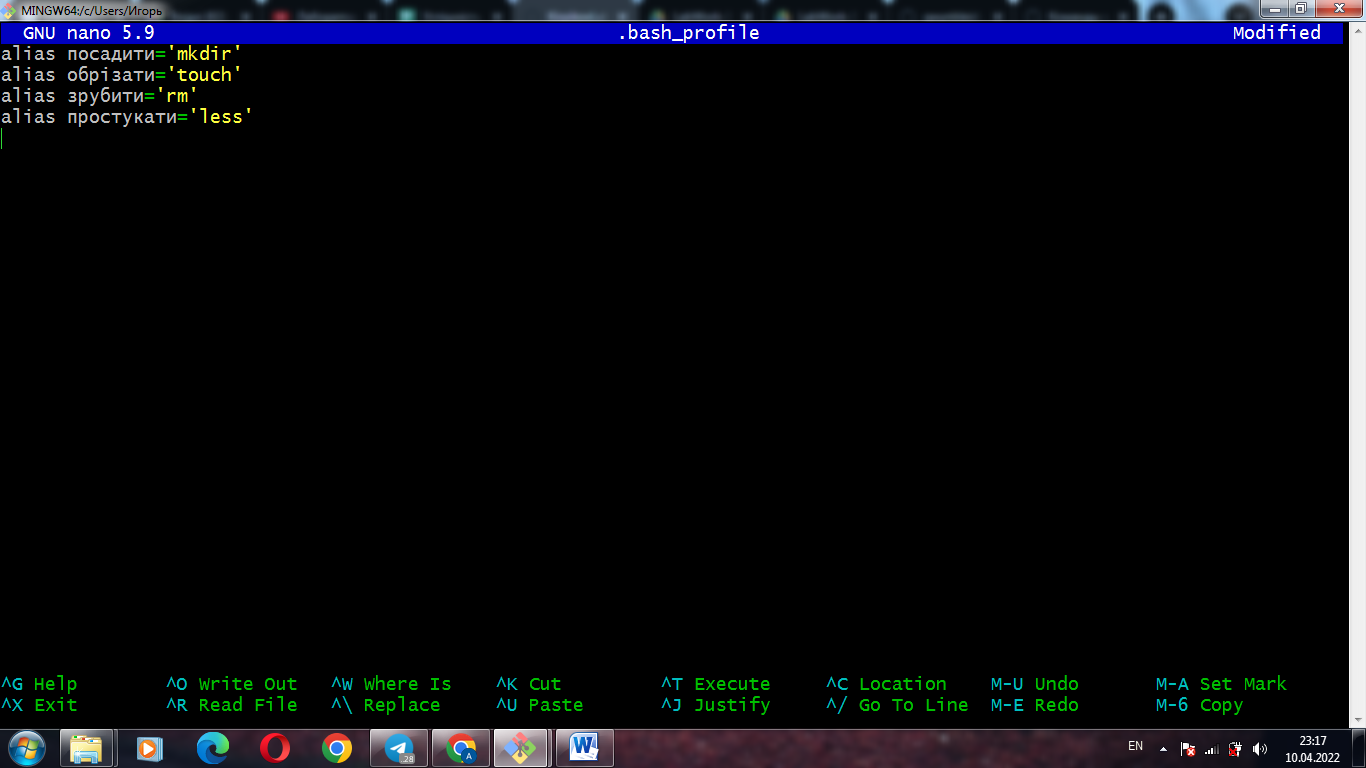 MINGW64:/c/Users/Игорь
GNU nano 5.9 .bash_profile Modified
alias посадити='mkdir'
alias обрізати='touch'
alias зрубити='rm'
alias простукати='less'
^G Help ^O Write Out ^W Where Is ^K Cut ^T Execute ^C Location M-U Undo M-A Set Mark
^X Exit ^R Read File ^\ Replace ^U Paste ^J Justify ^/ Go To Line M-E Redo M-6 Copy
28 A W EN 23:17
10.04.2022